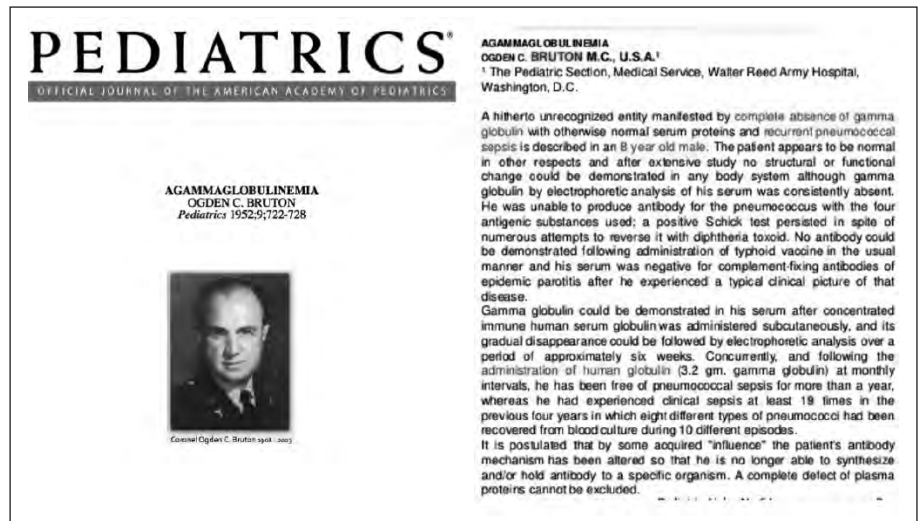 PEDIATRICS®
OFFICIAL JOURNAL OF THE AMERICAN ACADEMY OF PEDIATRICS
AGAMMAGLOBULINEMIA
OGDEN C. BRUTON
Pediatrics 1952;9;722-728
Coronel Ogden C. Bruton 1908 - 2003
AGAMMAGLOBULINEMIA
OGDEN C. BRUTON M.C., U.S.A.¹
¹ The Pediatric Section, Medical Service, Walter Reed Army Hospital,
Washington, D.C.
A hitherto unrecognized entity manifested by complete absence of gamma
globulin with otherwise normal serum proteins and recurrent pneumococcal
sepsis is described in an 8 year old male. The patient appears to be normal
in other respects and after extensive study no structural or functional
change could be demonstrated in any body system although gamma
globulin by electrophoretic analysis of his serum was consistently absent.
He was unable to produce antibody for the pneumococcus with the four
antigenic substances used; a positive Schick test persisted in spite of
numerous attempts to reverse it with diphtheria toxoid. No antibody could
be demonstrated following administration of typhoid vaccine in the usual
manner and his serum was negative for complement-fixing antibodies of
epidemic parotitis after he experienced a typical clinical picture of that
disease.
Gamma globulin could be demonstrated in his serum after concentrated
immune human serum globulin was administered subcutaneously, and its
gradual disappearance could be followed by electrophoretic analysis over a
period of approximately six weeks. Concurrently, and following the
administration of human globulin (3.2 gm. gamma globulin) at monthly
intervals, he has been free of pneumococcal sepsis for more than a year,
whereas he had experienced clinical sepsis at least 19 times in the
previous four years in which eight different types of pneumococci had been
recovered from blood culture during 10 different episodes.
It is postulated that by some acquired "influence" the patient's antibody
mechanism has been altered so that he is no longer able to synthesize
and/or hold antibody to a specific organism. A complete defect of plasma
proteins cannot be excluded.